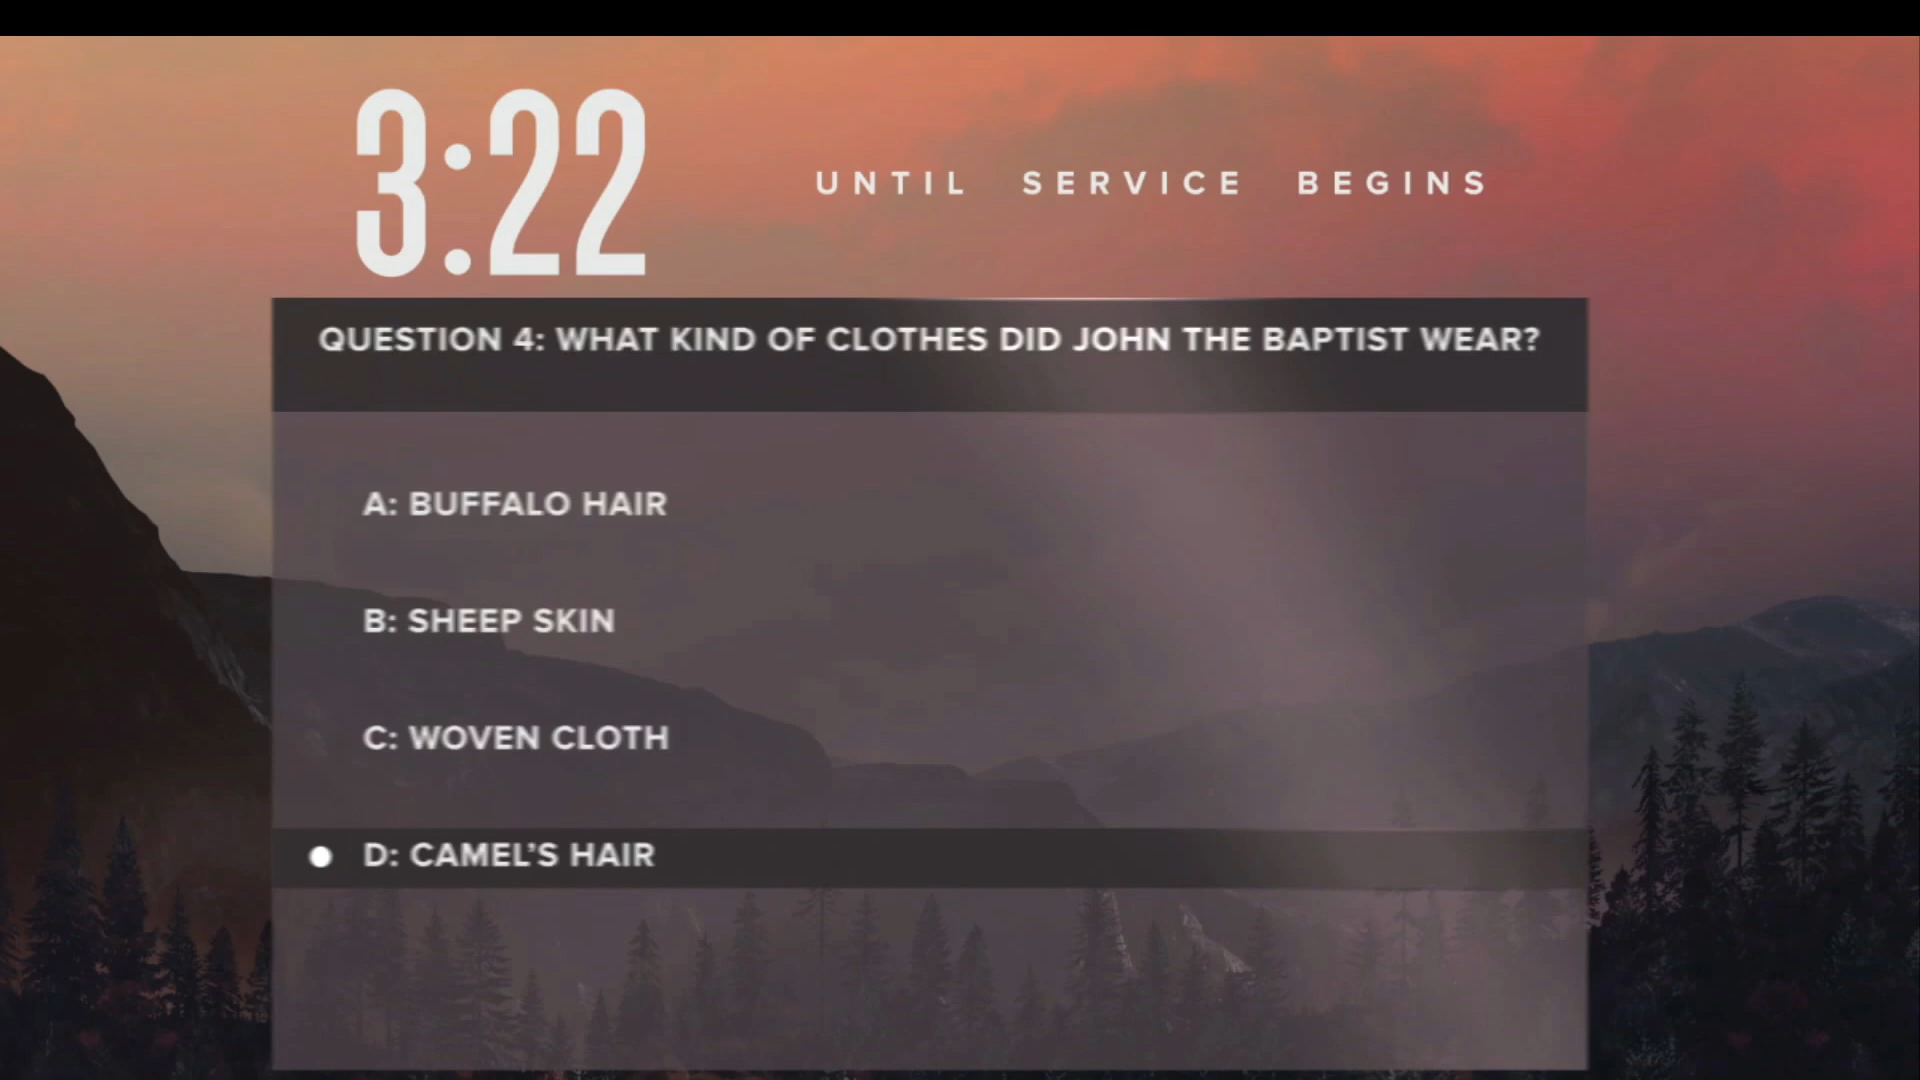 3:22
UNTIL SERVICE BEGINS
QUESTION 4: WHAT KIND OF CLOTHES DID JOHN THE BAPTIST WEAR?
A: BUFFALO HAIR
B: SHEEP SKIN
C: WOVEN CLOTH
D: CAMEL’S HAIR